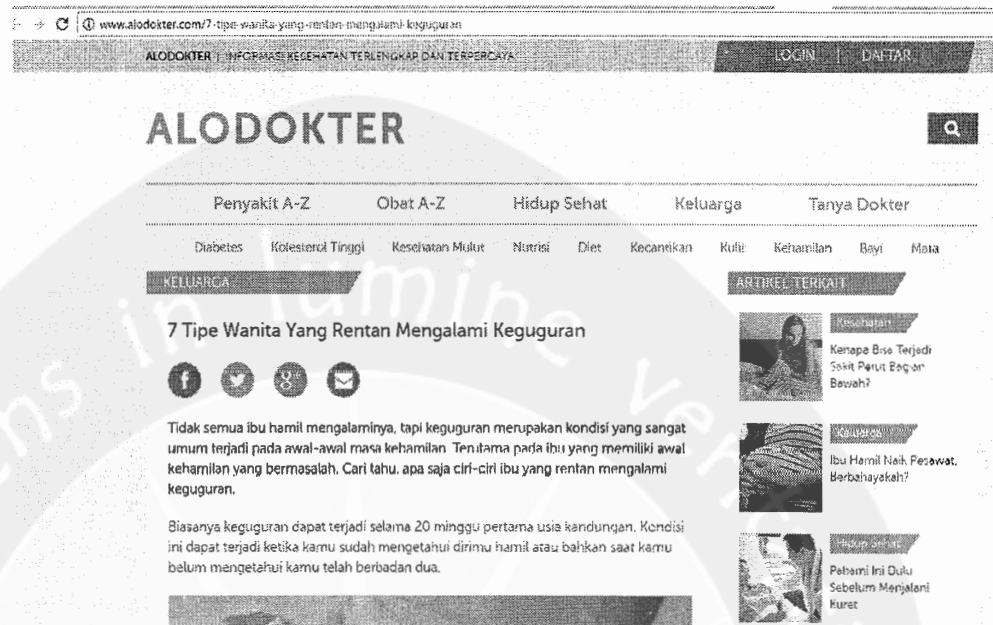 www.alodokter.com/7-tipe-wanita-yang-rentan-mengalami-keguguran
ALODOKTER | INFORMASI KESEHATAN TERLENGKAP DAN TERPERCAYA
LOGIN | DAFTAR
ALODOKTER
Penyakit A-Z Obat A-Z Hidup Sehat Keluarga Tanya Dokter
Diabetes Kolesterol Tinggi Kesehatan Mulut Nutrisi Diet Kecantikan Kulit Kehamilan Bayi Mata
KELUARGA
7 Tipe Wanita Yang Rentan Mengalami Keguguran
Tidak semua ibu hamil mengalaminya, tapi keguguran merupakan kondisi yang sangat
umum terjadi pada awal-awal masa kehamilan. Terutama pada ibu yang memiliki awal
kehamilan yang bermasalah. Cari tahu, apa saja ciri-ciri ibu yang rentan mengalami
keguguran.
Biasanya keguguran dapat terjadi selama 20 minggu pertama usia kandungan. Kondisi
ini dapat terjadi ketika kamu sudah mengetahui dirimu hamil atau bahkan saat kamu
belum mengetahui kamu telah berbadan dua.
ARTIKEL TERKAIT
Kesehatan
Kenapa Bisa Terjadi
Sakit Perut Bagian
Bawah?
Keluarga
Ibu Hamil Naik Pesawat,
Berbahayakah?
Hidup Sehat
Pahami Ini Dulu
Sebelum Menjalani
Kuret
in lumine